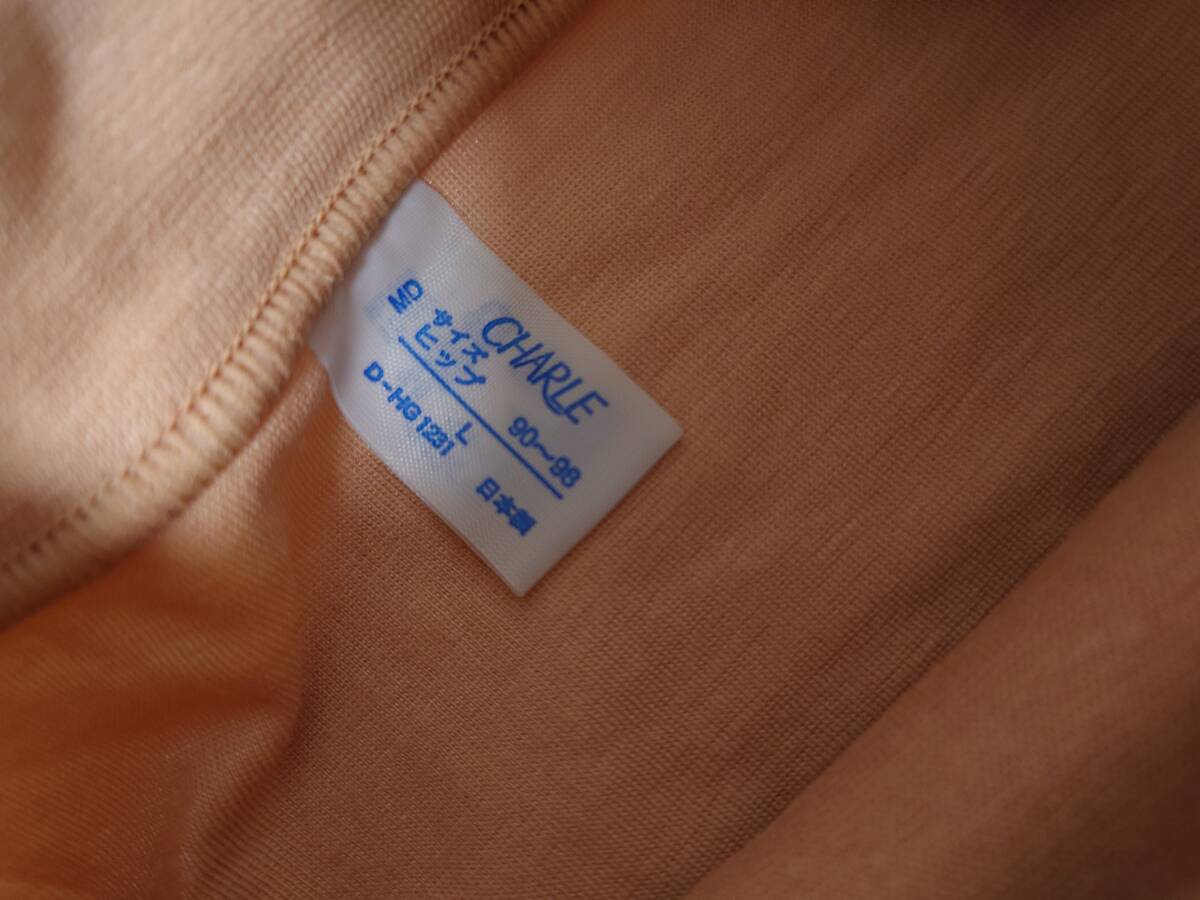 CHARLE
サイズ
ヒップ 90〜98
L
D-HG1231 日本製
MD